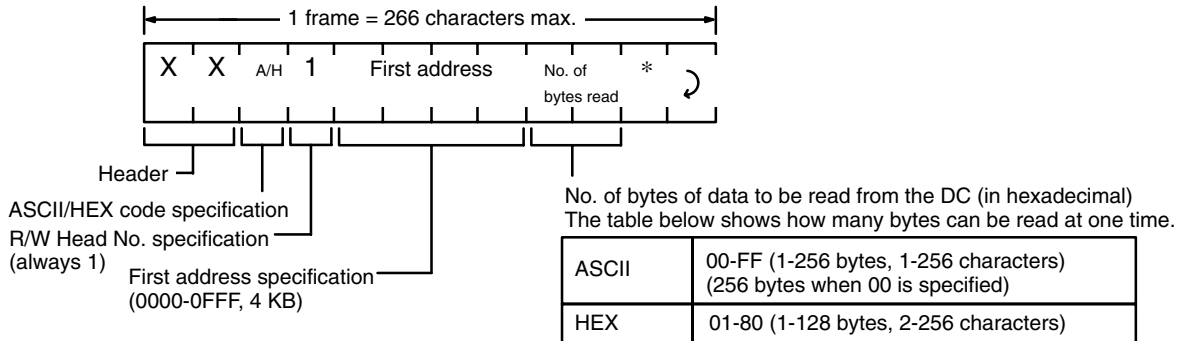 1 frame = 266 characters max.
X X A/H 1 First address No. of bytes read *
Header
ASCII/HEX code specification
R/W Head No. specification
(always 1)
First address specification
(0000-0FFF, 4 KB)
No. of bytes of data to be read from the DC (in hexadecimal)
The table below shows how many bytes can be read at one time.
ASCII 00-FF (1-256 bytes, 1-256 characters)
(256 bytes when 00 is specified)
HEX 01-80 (1-128 bytes, 2-256 characters)